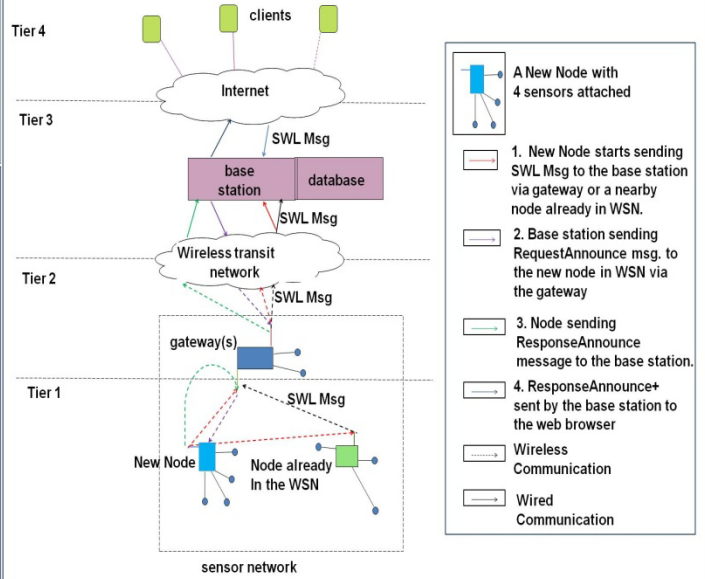 clients
Tier 4
Internet
Tier 3
SWL Msg
base
station
database
SWL Msg
Wireless transit
network
Tier 2
SWL Msg
gateway(s)
Tier 1
SWL Msg
New Node
Node already
In the WSN
sensor network
A New Node with
4 sensors attached
1. New Node starts sending
SWL Msg to the base station
via gateway or a nearby
node already in WSN.
2. Base station sending
RequestAnnounce msg. to
the new node in WSN via
the gateway
3. Node sending
ResponseAnnounce
message to the base station.
4. ResponseAnnounce+
sent by the base station to
the web browser
Wireless
Communication
Wired
Communication